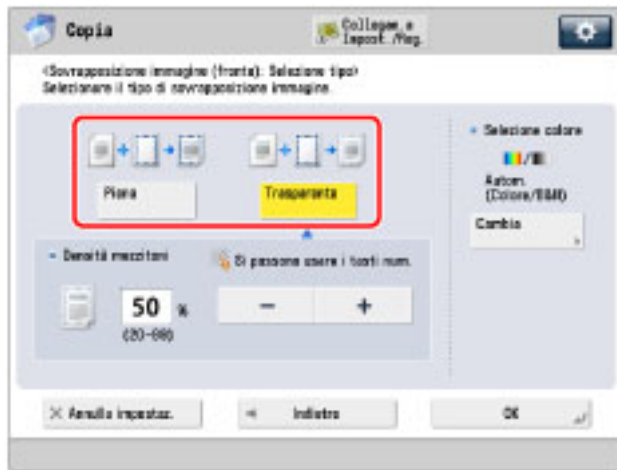 Copia
Collegam. e
Impost./Reg.
<Sovrapposizione immagine (fronte): Selezione tipo>
Selezionare il tipo di sovrapposizione immagine.
Piena
Trasparente
Selezione colore
Autom.
(Colore/B&N)
Cambia
Densità mezzitoni
Si possono usare i tasti num.
50 %
(20-80)
- +
Annulla impostaz.
Indietro
OK